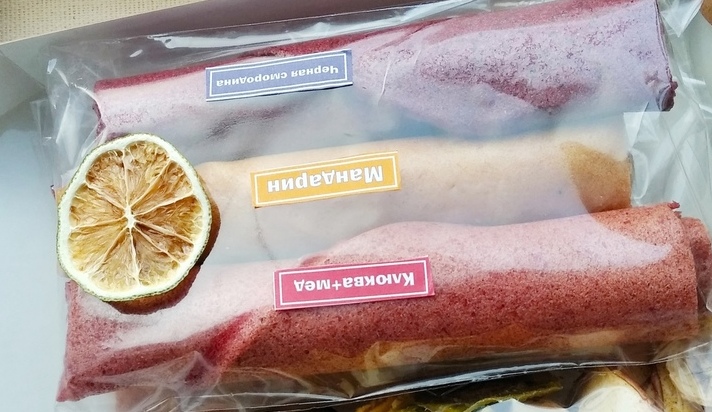 Черная смородина
Мандарин
Клюква+мед